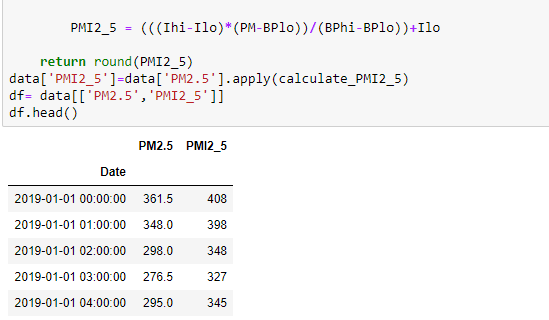 PMI2_5 = (((Ihi-Ilo)*(PM-BPlo))/(BPhi-BPlo))+Ilo
return round(PMI2_5)
data['PMI2_5']=data['PM2.5'].apply(calculate_PMI2_5)
df= data[['PM2.5','PMI2_5']]
df.head()
PM2.5 PMI2_5
Date
2019-01-01 00:00:00 361.5 408
2019-01-01 01:00:00 348.0 398
2019-01-01 02:00:00 298.0 348
2019-01-01 03:00:00 276.5 327
2019-01-01 04:00:00 295.0 345